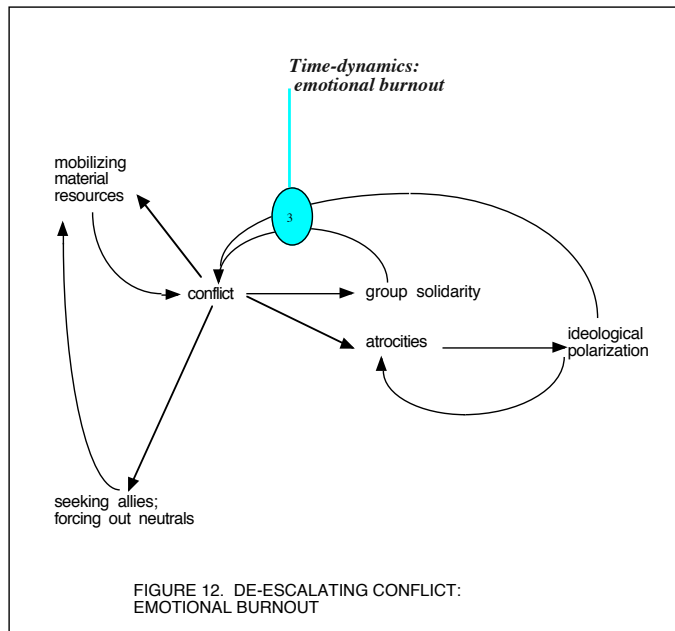 Time-dynamics:
emotional burnout
mobilizing
material
resources
3
conflict
group solidarity
atrocities
ideological
polarization
seeking allies;
forcing out neutrals
FIGURE 12. DE-ESCALATING CONFLICT:
EMOTIONAL BURNOUT